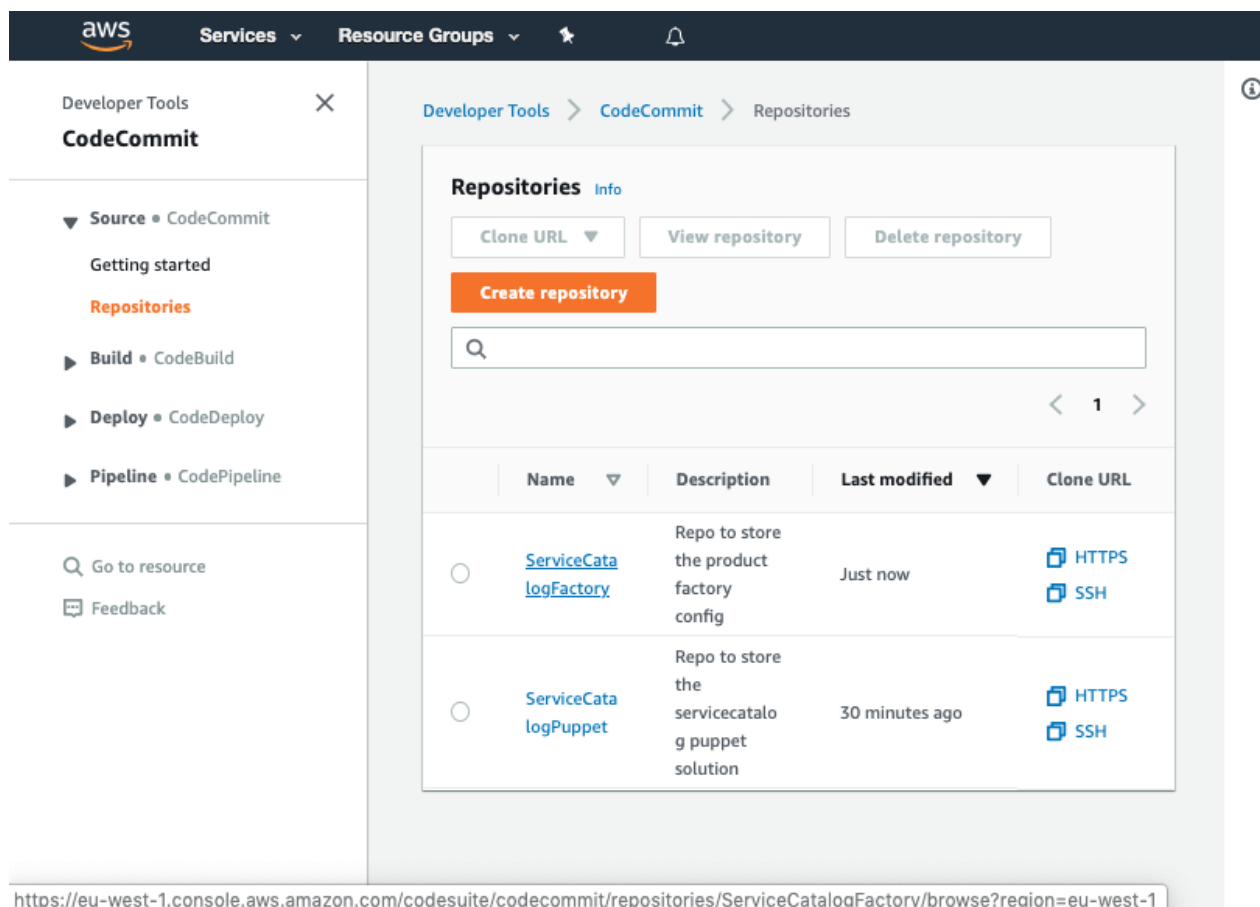 aws
Services
Resource Groups
Developer Tools
CodeCommit
Source • CodeCommit
Getting started
Repositories
Build • CodeBuild
Deploy • CodeDeploy
Pipeline • CodePipeline
Go to resource
Feedback
Developer Tools
CodeCommit
Repositories
Repositories Info
Clone URL
View repository
Delete repository
Create repository
1
Name
Description
Last modified
Clone URL
ServiceCata
logFactory
Repo to store
the product
factory
config
Just now
HTTPS
SSH
ServiceCata
logPuppet
Repo to store
the
servicecatalo
g puppet
solution
30 minutes ago
HTTPS
SSH
https://eu-west-1.console.aws.amazon.com/codesuite/codecommit/repositories/ServiceCatalogFactory/browse?region=eu-west-1